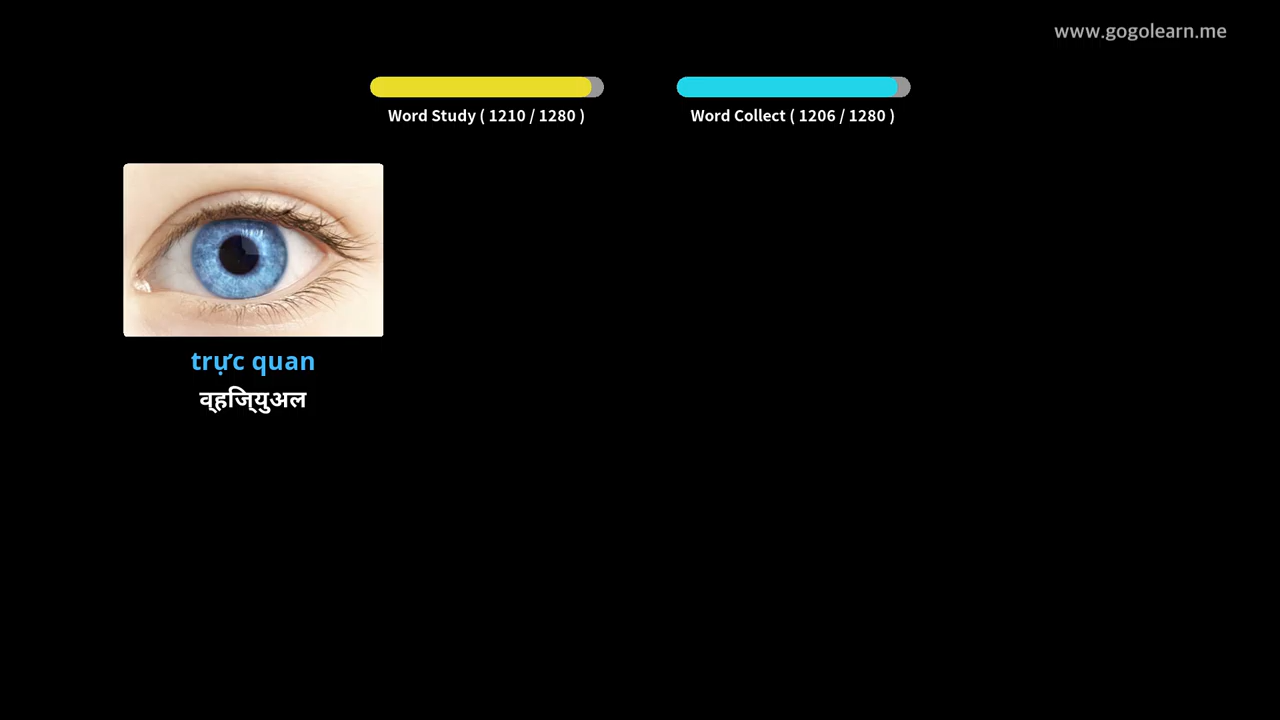 www.gogolearn.me
Word Study ( 1210 / 1280 )
Word Collect ( 1206 / 1280 )
trực quan
व्हज्युिअल